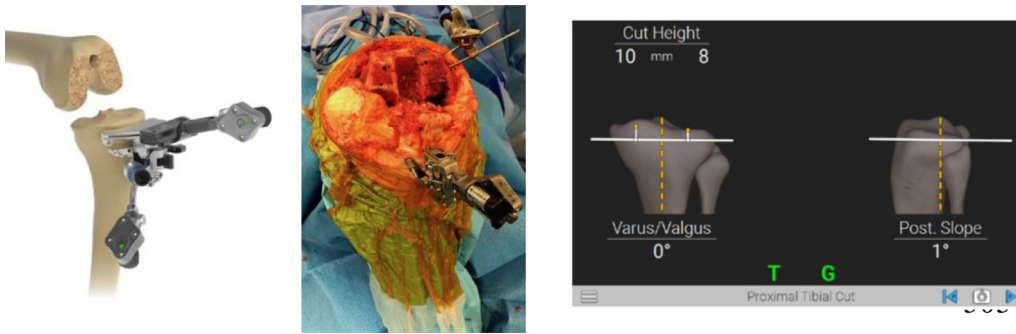 Cut Height
10 mm 8
Varus/Valgus
0°
Post. Slope
1°
T G
Proximal Tibial Cut